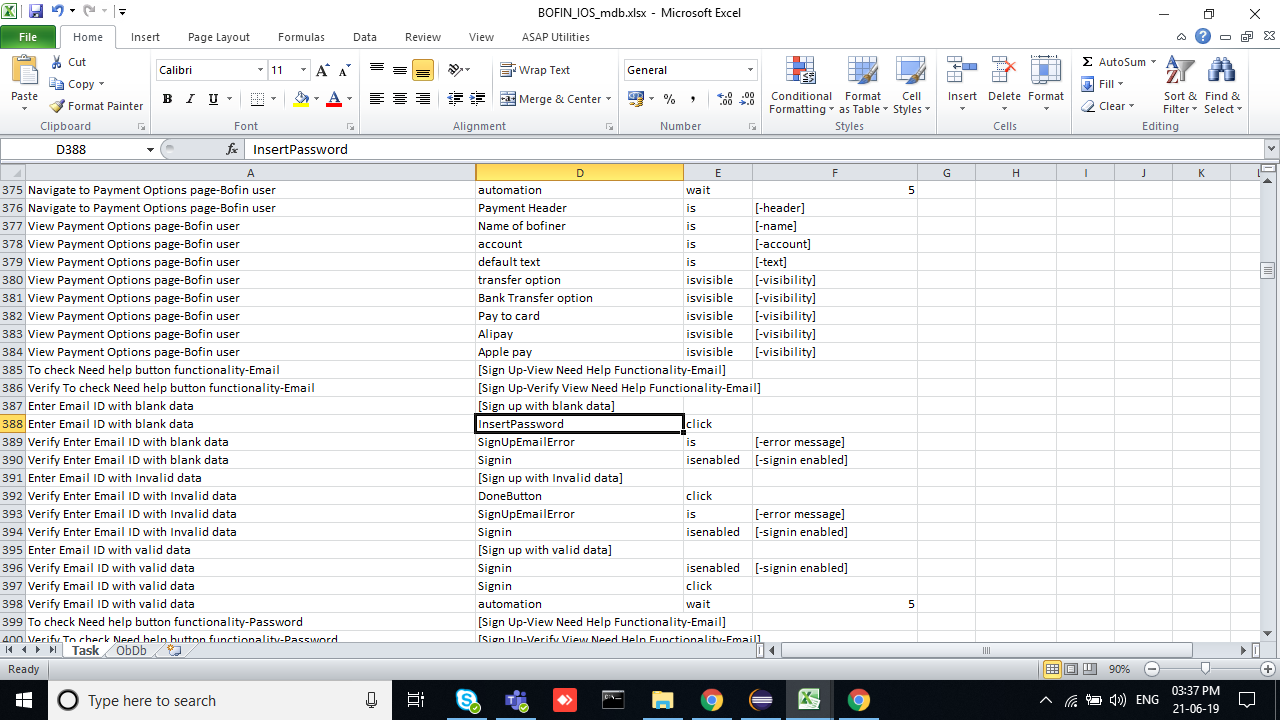 BOFIN_IOS_mdb.xlsx - Microsoft Excel
File Home Insert Page Layout Formulas Data Review View ASAP Utilities
Paste Cut Copy Format Painter Clipboard
Calibri 11 B I U A A A Font
Wrap Text Merge & Center Alignment
General % , .00 Number
Conditional Formatting Format as Table Cell Styles Styles
Insert Delete Format Cells
Σ AutoSum Fill Clear Sort & Filter Find & Select Editing
D388 fx InsertPassword
A D E F G H I J K L
375 Navigate to Payment Options page-Bofin user automation wait 5
376 Navigate to Payment Options page-Bofin user Payment Header is [-header]
377 View Payment Options page-Bofin user Name of bofiner is [-name]
378 View Payment Options page-Bofin user account is [-account]
379 View Payment Options page-Bofin user default text is [-text]
380 View Payment Options page-Bofin user transfer option isvisible [-visibility]
381 View Payment Options page-Bofin user Bank Transfer option isvisible [-visibility]
382 View Payment Options page-Bofin user Pay to card isvisible [-visibility]
383 View Payment Options page-Bofin user Alipay isvisible [-visibility]
384 View Payment Options page-Bofin user Apple pay isvisible [-visibility]
385 To check Need help button functionality-Email [Sign Up-View Need Help Functionality-Email]
386 Verify To check Need help button functionality-Email [Sign Up-Verify View Need Help Functionality-Email]
387 Enter Email ID with blank data [Sign up with blank data]
388 Enter Email ID with blank data InsertPassword click
389 Verify Enter Email ID with blank data SignUpEmailError is [-error message]
390 Verify Enter Email ID with blank data Signin isenabled [-signin enabled]
391 Enter Email ID with Invalid data [Sign up with Invalid data]
392 Verify Enter Email ID with Invalid data DoneButton click
393 Verify Enter Email ID with Invalid data SignUpEmailError is [-error message]
394 Verify Enter Email ID with Invalid data Signin isenabled [-signin enabled]
395 Enter Email ID with valid data [Sign up with valid data]
396 Verify Email ID with valid data Signin isenabled [-signin enabled]
397 Verify Email ID with valid data Signin click
398 Verify Email ID with valid data automation wait 5
399 To check Need help button functionality-Password [Sign Up-View Need Help Functionality-Email]
400 Verify To check Need help button functionality-Password [Sign Up-Verify View Need Help Functionality-Email]
Task ObDb
Ready 90%
Type here to search ENG 03:37 PM
21-06-19